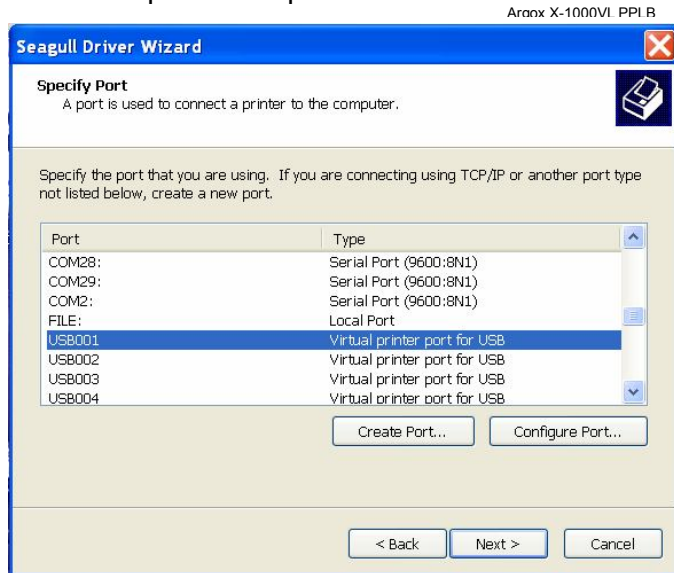 Argox X-1000VL PPLB
Seagull Driver Wizard
Specify Port
A port is used to connect a printer to the computer.
Specify the port that you are using. If you are connecting using TCP/IP or another port type
not listed below, create a new port.
Port Type
COM28: Serial Port (9600:8N1)
COM29: Serial Port (9600:8N1)
COM2: Serial Port (9600:8N1)
FILE: Local Port
USB001 Virtual printer port for USB
USB002 Virtual printer port for USB
USB003 Virtual printer port for USB
USB004 Virtual printer port for USB
Create Port... Configure Port...
< Back Next > Cancel